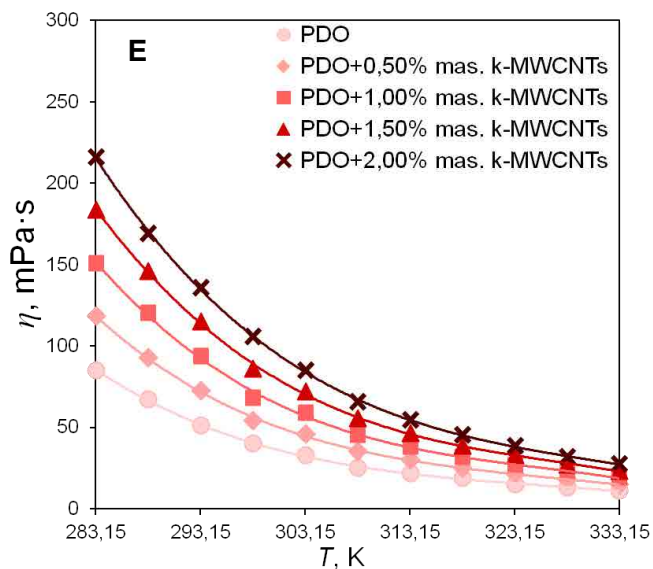 E
PDO
PDO+0,50% mas. k-MWCNTs
PDO+1,00% mas. k-MWCNTs
PDO+1,50% mas. k-MWCNTs
PDO+2,00% mas. k-MWCNTs
η, mPa·s
300
250
200
150
100
50
0
283,15 293,15 303,15 313,15 323,15 333,15
T, K